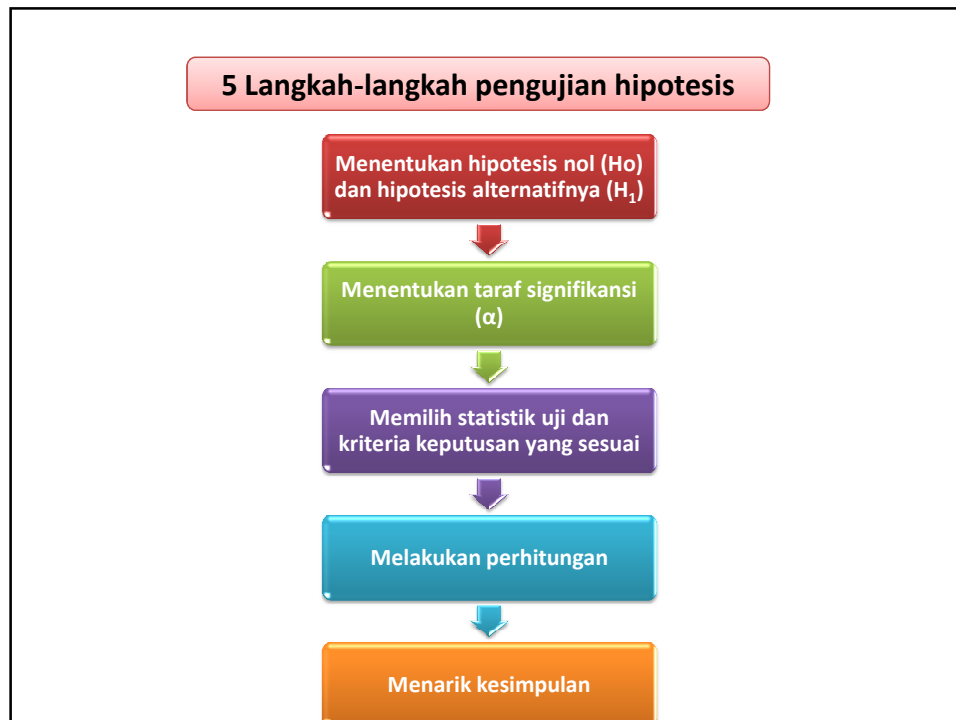 5 Langkah-langkah pengujian hipotesis
Menentukan hipotesis nol (Ho)
dan hipotesis alternatifnya (H₁)
Menentukan taraf signifikansi
(α)
Memilih statistik uji dan
kriteria keputusan yang sesuai
Melakukan perhitungan
Menarik kesimpulan